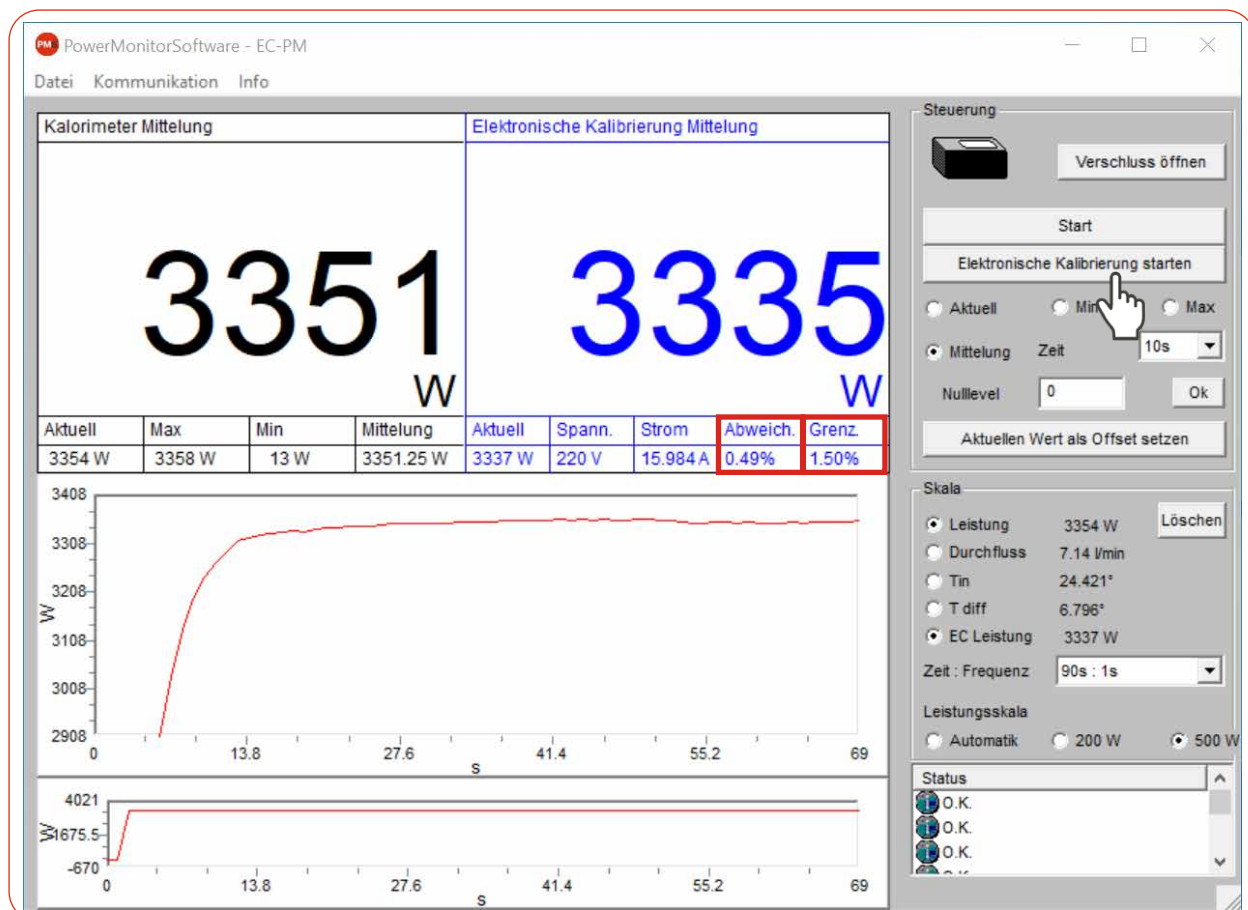 PM PowerMonitorSoftware - EC-PM
Datei Kommunikation Info
Kalorimeter Mittelung
3351
W
Aktuell Max Min Mittelung
3354 W 3358 W 13 W 3351.25 W
Elektronische Kalibrierung Mittelung
3335
W
Aktuell Spann. Strom Abweich. Grenz.
3337 W 220 V 15.984 A 0.49% 1.50%
3408
3308
3208
3108
3008
2908
W
0 13.8 27.6 41.4 55.2 69
s
4021
1675.5
-670
W
0 13.8 27.6 41.4 55.2 69
s
Steuerung
Verschluss öffnen
Start
Elektronische Kalibrierung starten
Aktuell Min Max
Mittelung Zeit 10s
Nulllevel 0 Ok
Aktuellen Wert als Offset setzen
Skala
Leistung 3354 W Löschen
Durchfluss 7.14 l/min
Tin 24.421°
T diff 6.796°
EC Leistung 3337 W
Zeit : Frequenz 90s : 1s
Leistungsskala
Automatik 200 W 500 W
Status
O.K.
O.K.
O.K.